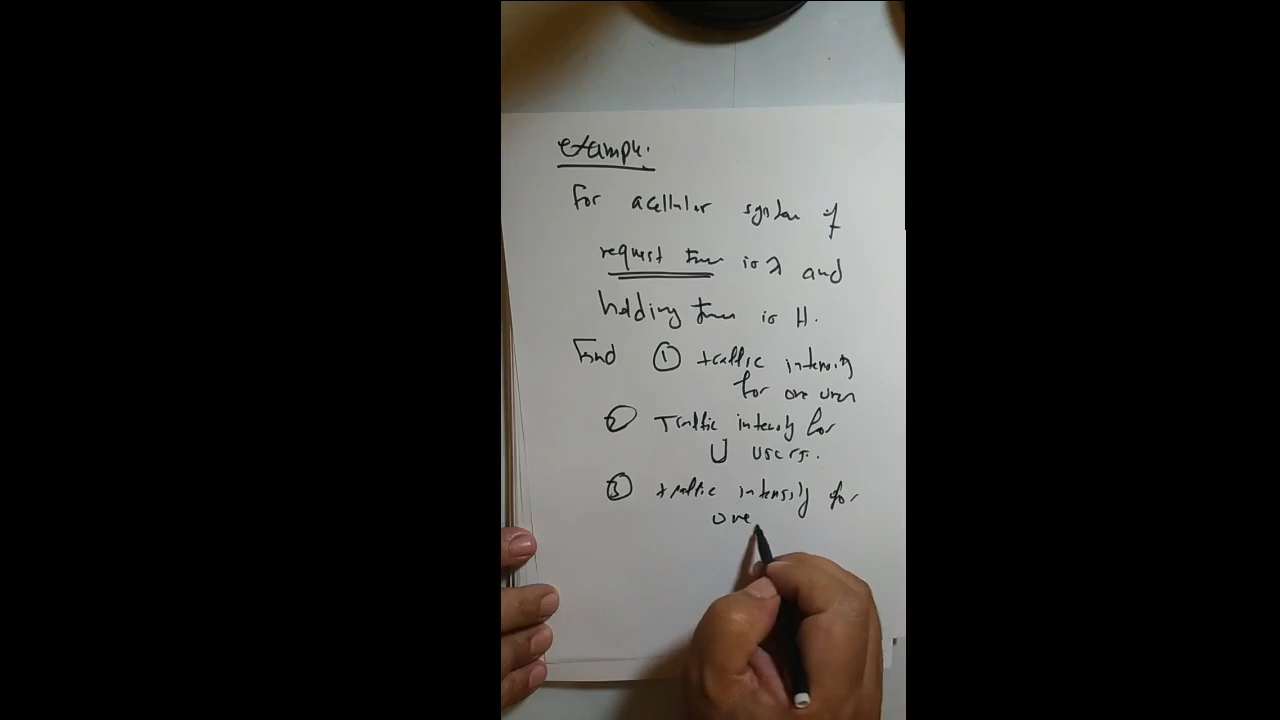 example.
For a cellular system if
request time is λ and
holding time is H.
Find ① traffic intensity
for one user
② Traffic intensity for
U users.
③ traffic intensity for
one